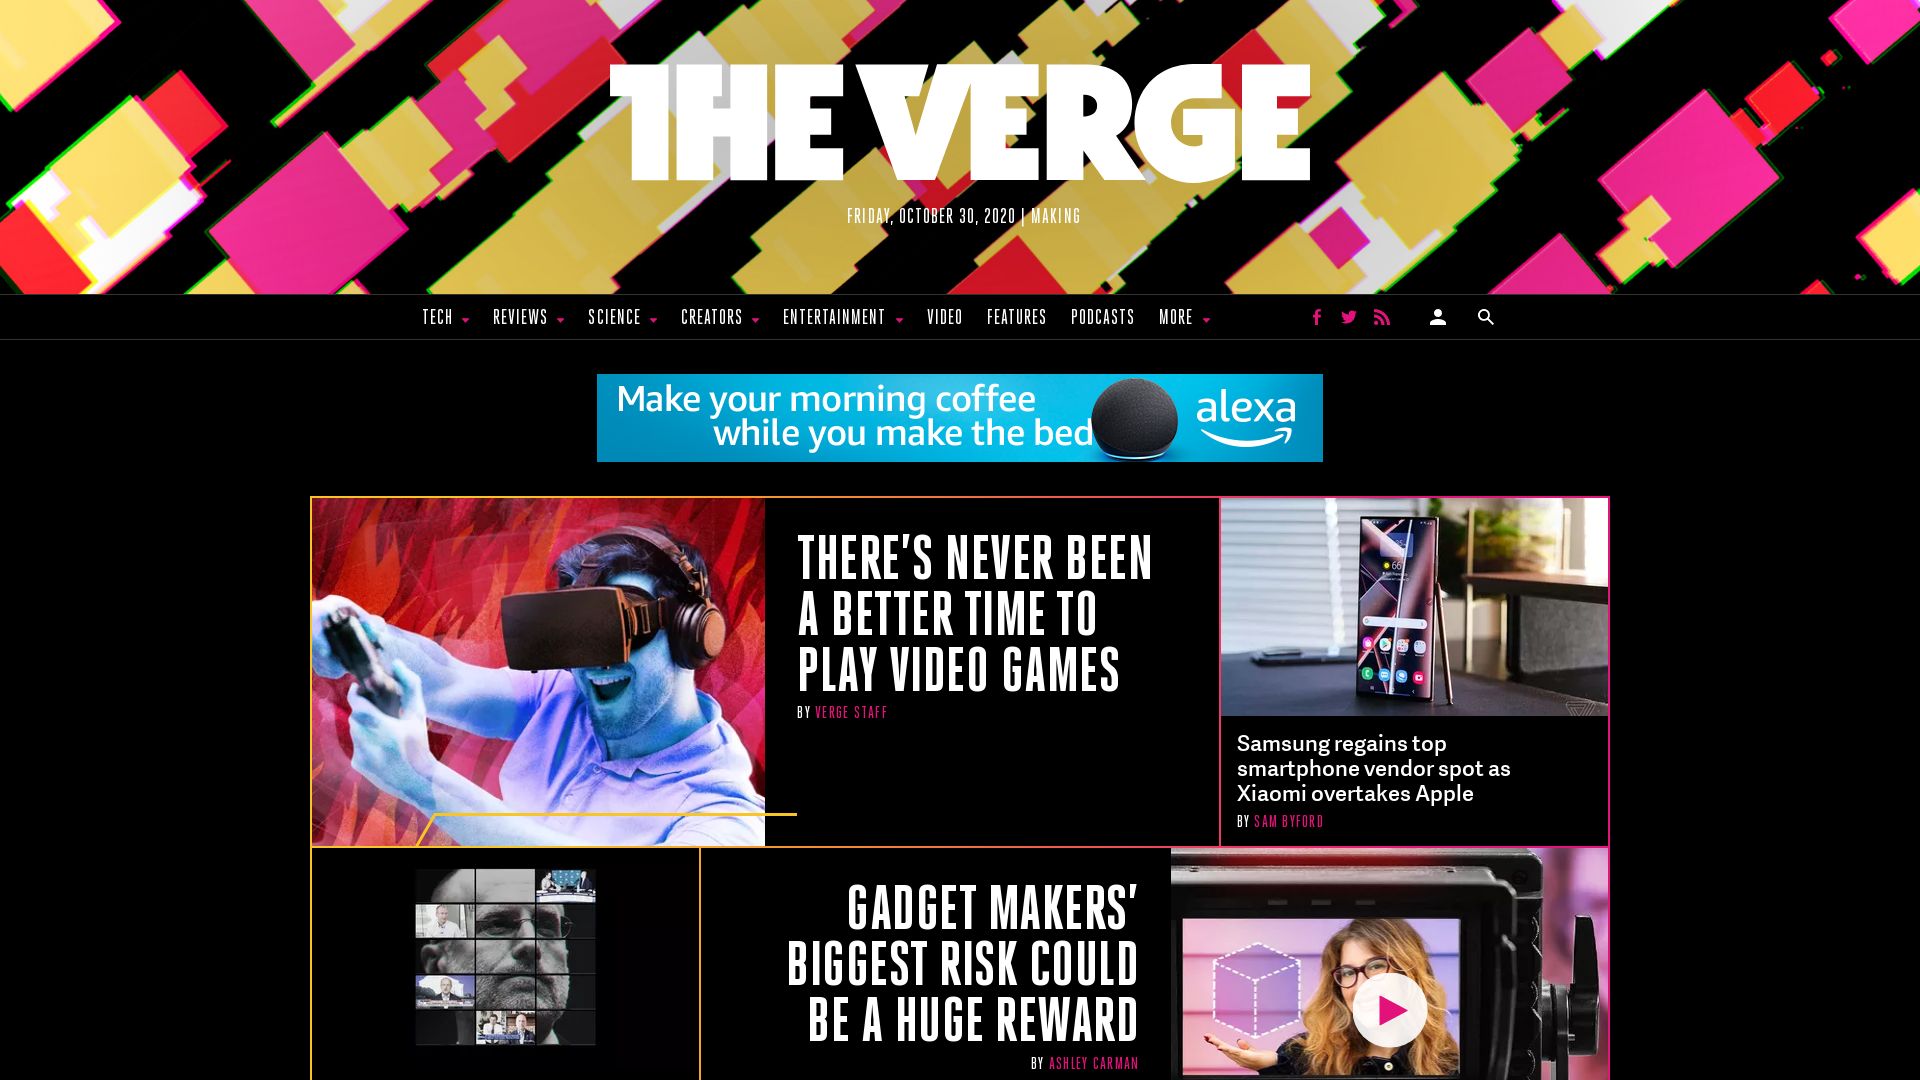 THE VERGE
FRIDAY, OCTOBER 30, 2020 | MAKING
TECH REVIEWS SCIENCE CREATORS ENTERTAINMENT VIDEO FEATURES PODCASTS MORE
Make your morning coffee
while you make the bed
alexa
THERE'S NEVER BEEN
A BETTER TIME TO
PLAY VIDEO GAMES
BY VERGE STAFF
Samsung regains top
smartphone vendor spot as
Xiaomi overtakes Apple
BY SAM BYFORD
GADGET MAKERS'
BIGGEST RISK COULD
BE A HUGE REWARD
BY ASHLEY CARMAN